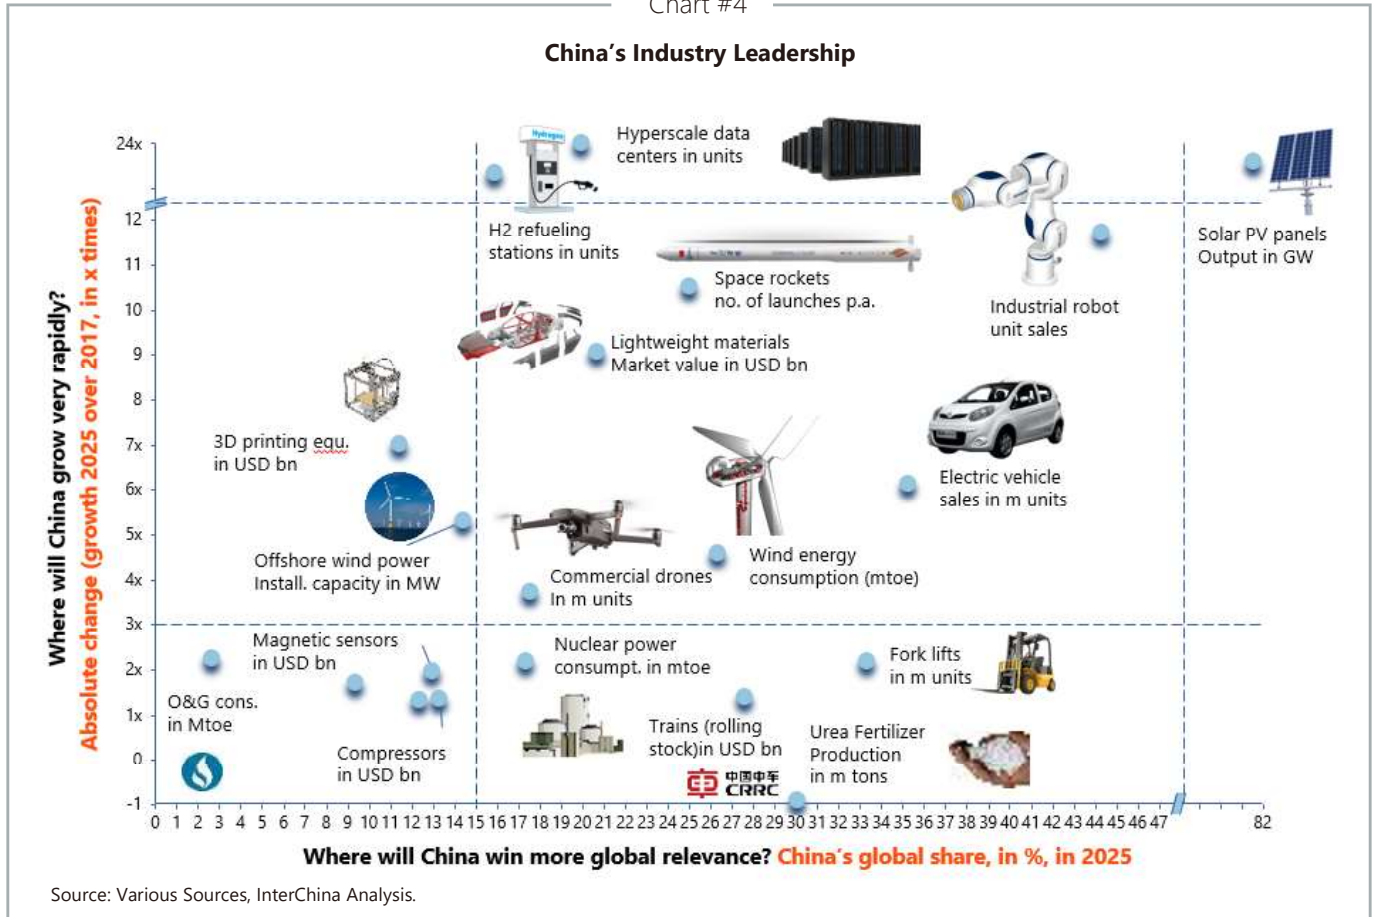 Chart #4
China's Industry Leadership
Where will China grow very rapidly?
Absolute change (growth 2025 over 2017, in x times)
24x
12
11
10
9
8
7x
6x
5x
4x
3x
2x
1x
0
-1
Hydrogen
Hyperscale data
centers in units
H2 refueling
stations in units
Space rockets
no. of launches p.a.
Industrial robot
unit sales
Solar PV panels
Output in GW
Lightweight materials
Market value in USD bn
3D printing equ.
in USD bn
Electric vehicle
sales in m units
Offshore wind power
Install. capacity in MW
Commercial drones
In m units
Wind energy
consumption (mtoe)
Magnetic sensors
in USD bn
Nuclear power
consumpt. in mtoe
Fork lifts
in m units
O&G cons.
in Mtoe
Compressors
in USD bn
Trains (rolling
stock)in USD bn
中国中车
CRRC
Urea Fertilizer
Production
in m tons
0 1 2 3 4 5 6 7 8 9 10 11 12 13 14 15 16 17 18 19 20 21 22 23 24 25 26 27 28 29 30 31 32 33 34 35 36 37 38 39 40 41 42 43 44 45 46 47 82
Where will China win more global relevance? China's global share, in %, in 2025
Source: Various Sources, InterChina Analysis.